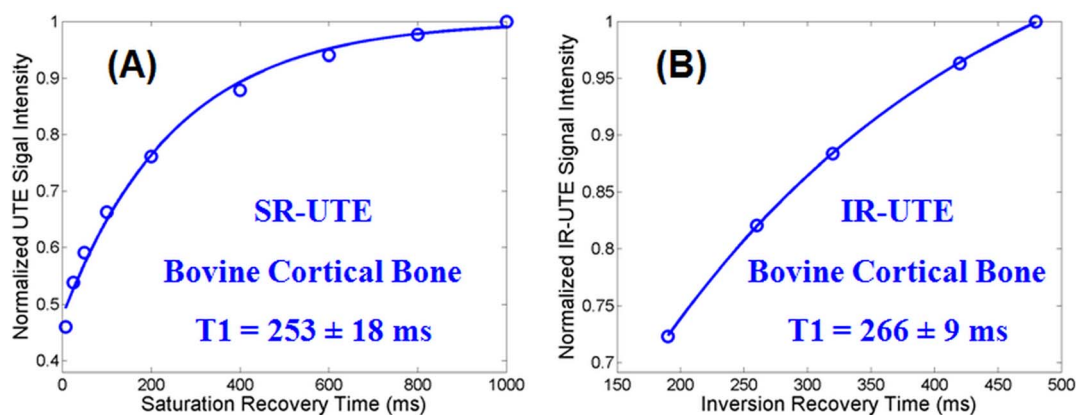 (A)
Normalized UTE Sigal Intensity
1
0.9
0.8
0.7
0.6
0.5
0.4
SR-UTE
Bovine Cortical Bone
T1 = 253 ± 18 ms
0 200 400 600 800 1000
Saturation Recovery Time (ms)
(B)
Normalized IR-UTE Signal Intensity
1
0.95
0.9
0.85
0.8
0.75
0.7
IR-UTE
Bovine Cortical Bone
T1 = 266 ± 9 ms
150 200 250 300 350 400 450 500
Inversion Recovery Time (ms)